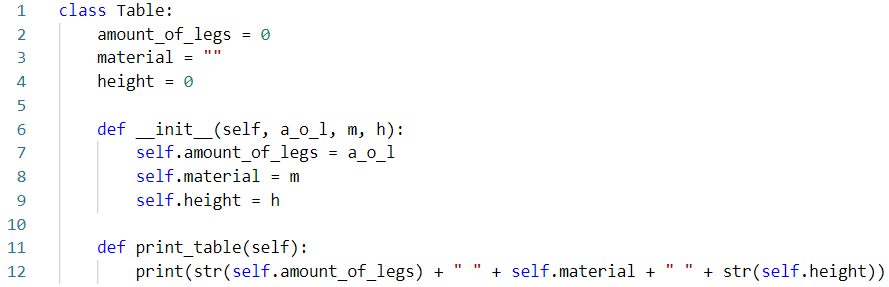 1 class Table:
2     amount_of_legs = 0
3     material = ""
4     height = 0
5
6     def __init__(self, a_o_l, m, h):
7         self.amount_of_legs = a_o_l
8         self.material = m
9         self.height = h
10
11     def print_table(self):
12         print(str(self.amount_of_legs) + " " + self.material + " " + str(self.height))